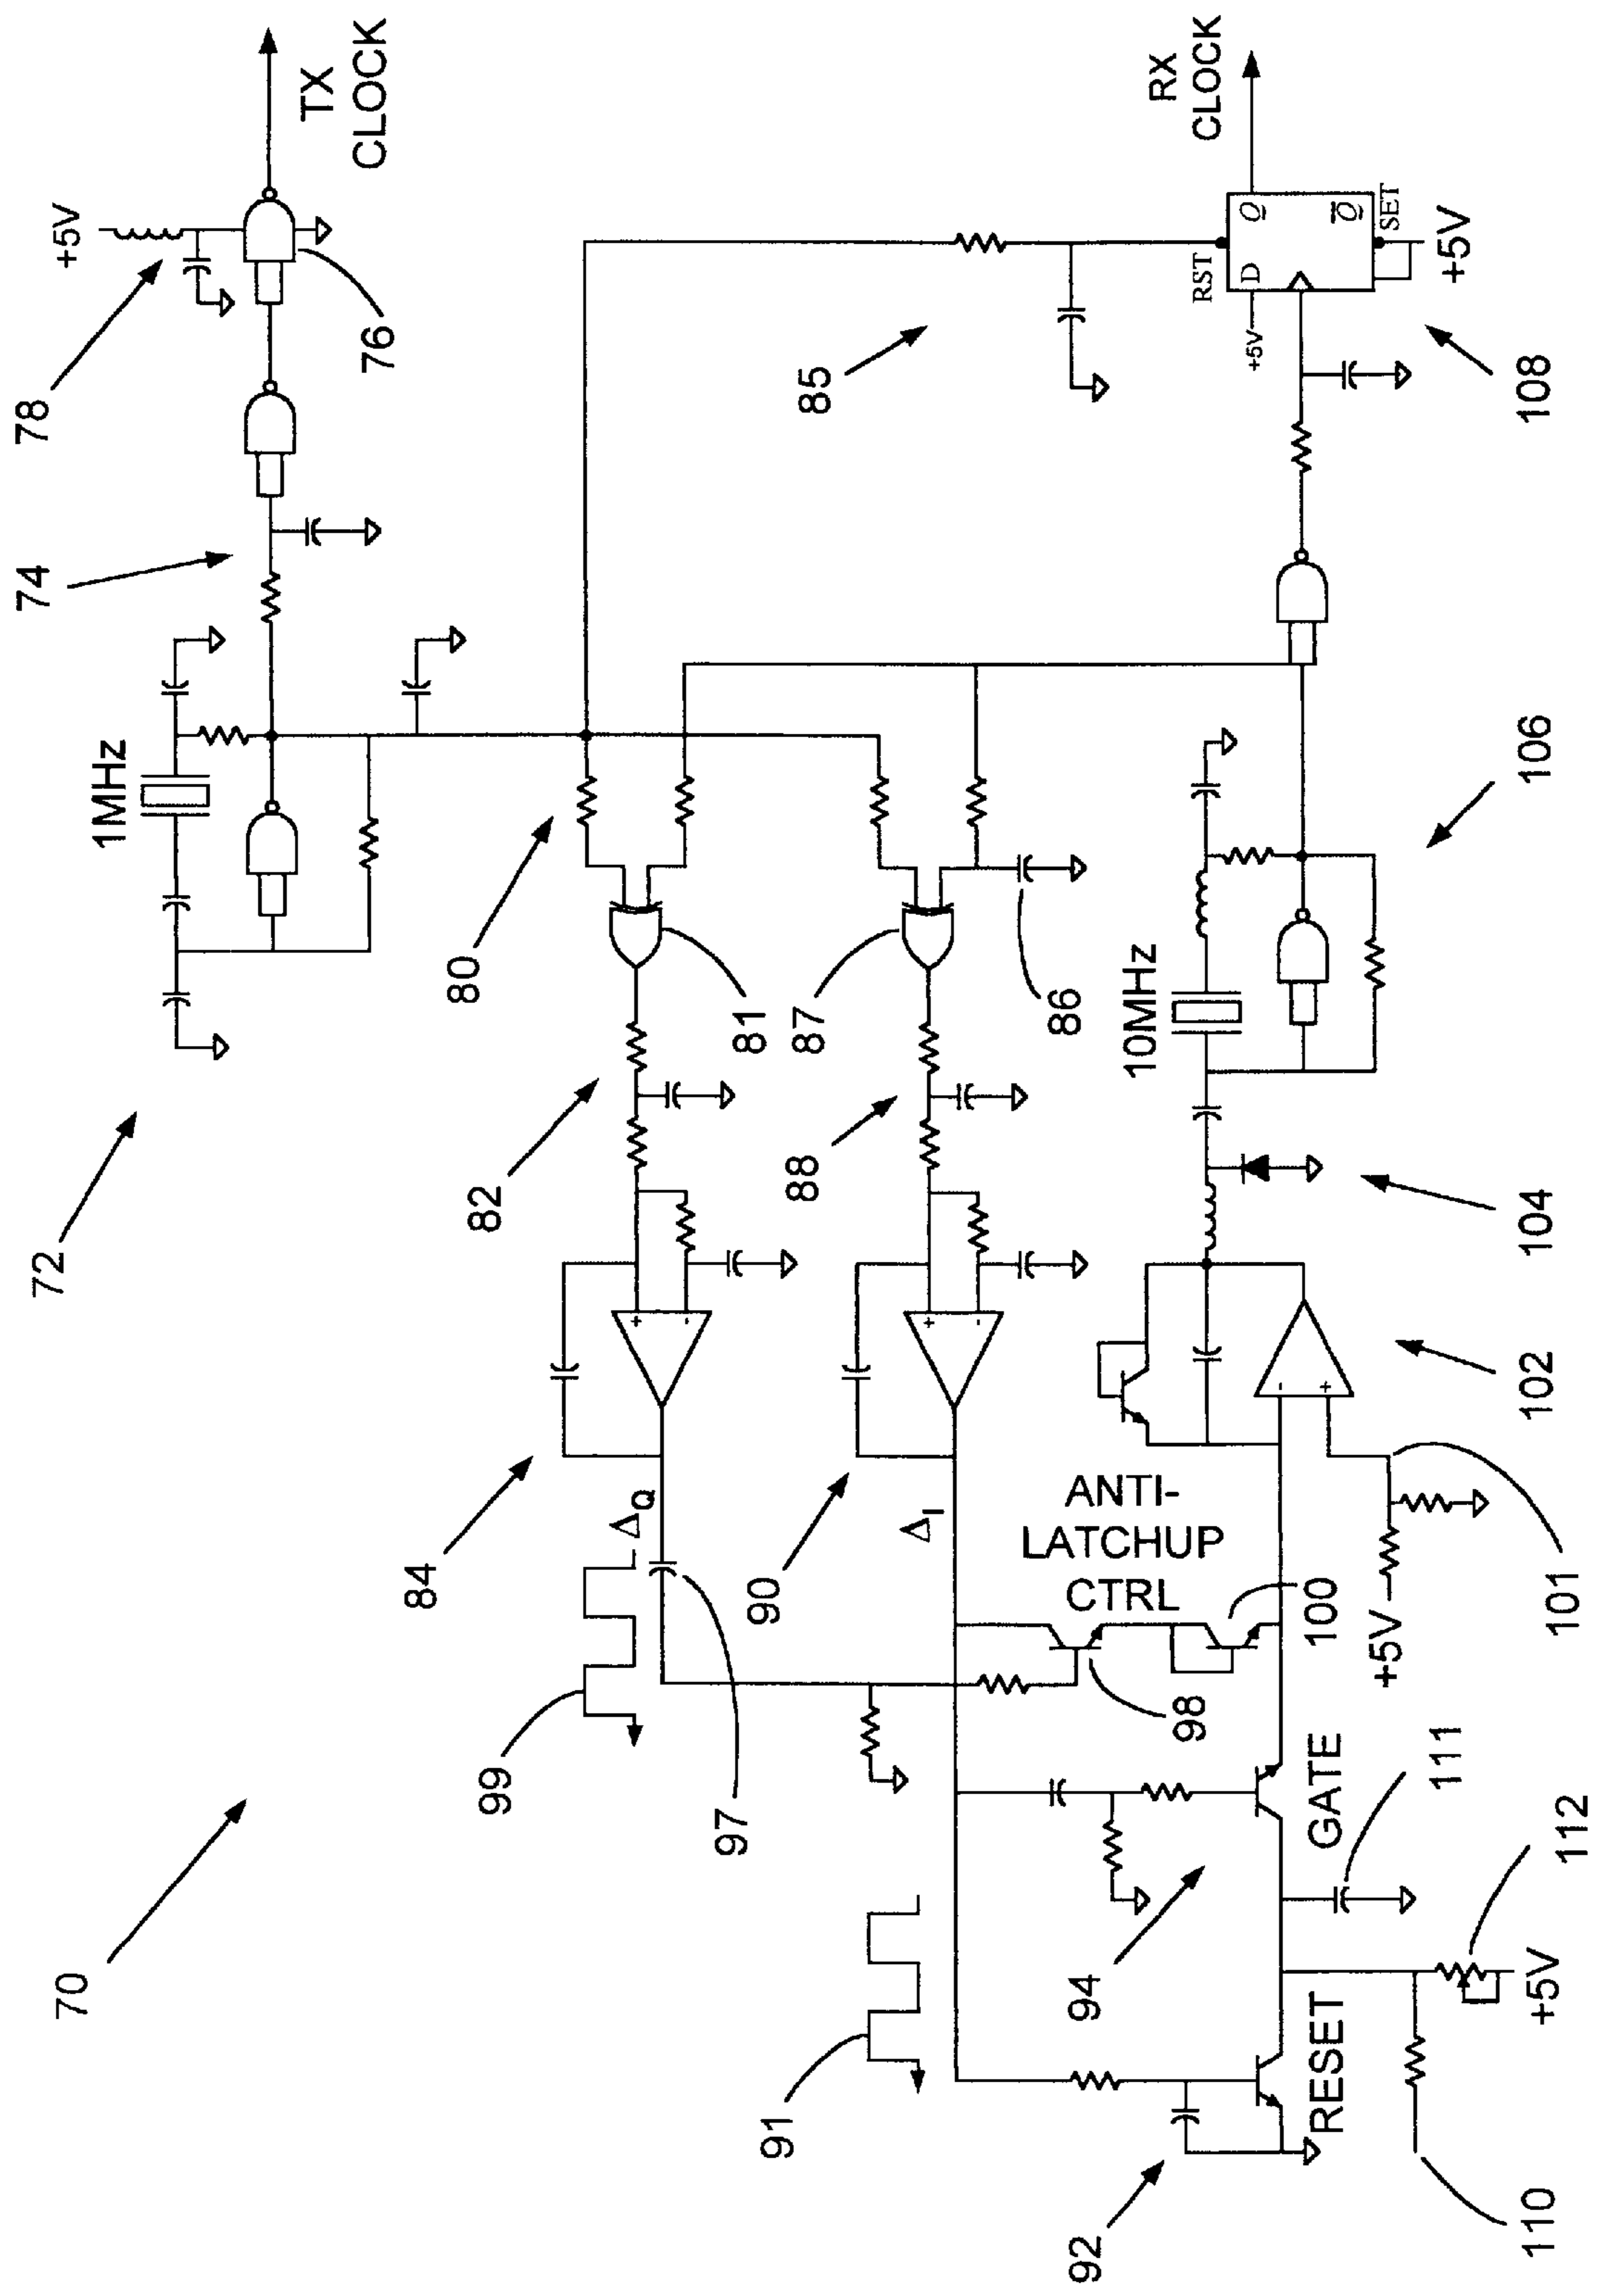 +5V
TX
CLOCK
78
76
74
1MHz
72
80
81
82
84
Δ
Q
99
97
70
RX
CLOCK
85
RST
Q
D
Q̅
SET
+5V
+5V
108
87
86
88
90
Δ
I
91
106
10MHz
104
102
101
+5V
ANTI-
LATCHUP
CTRL
100
98
+
-
+
-
-
+
GATE
94
111
112
+5V
RESET
92
110